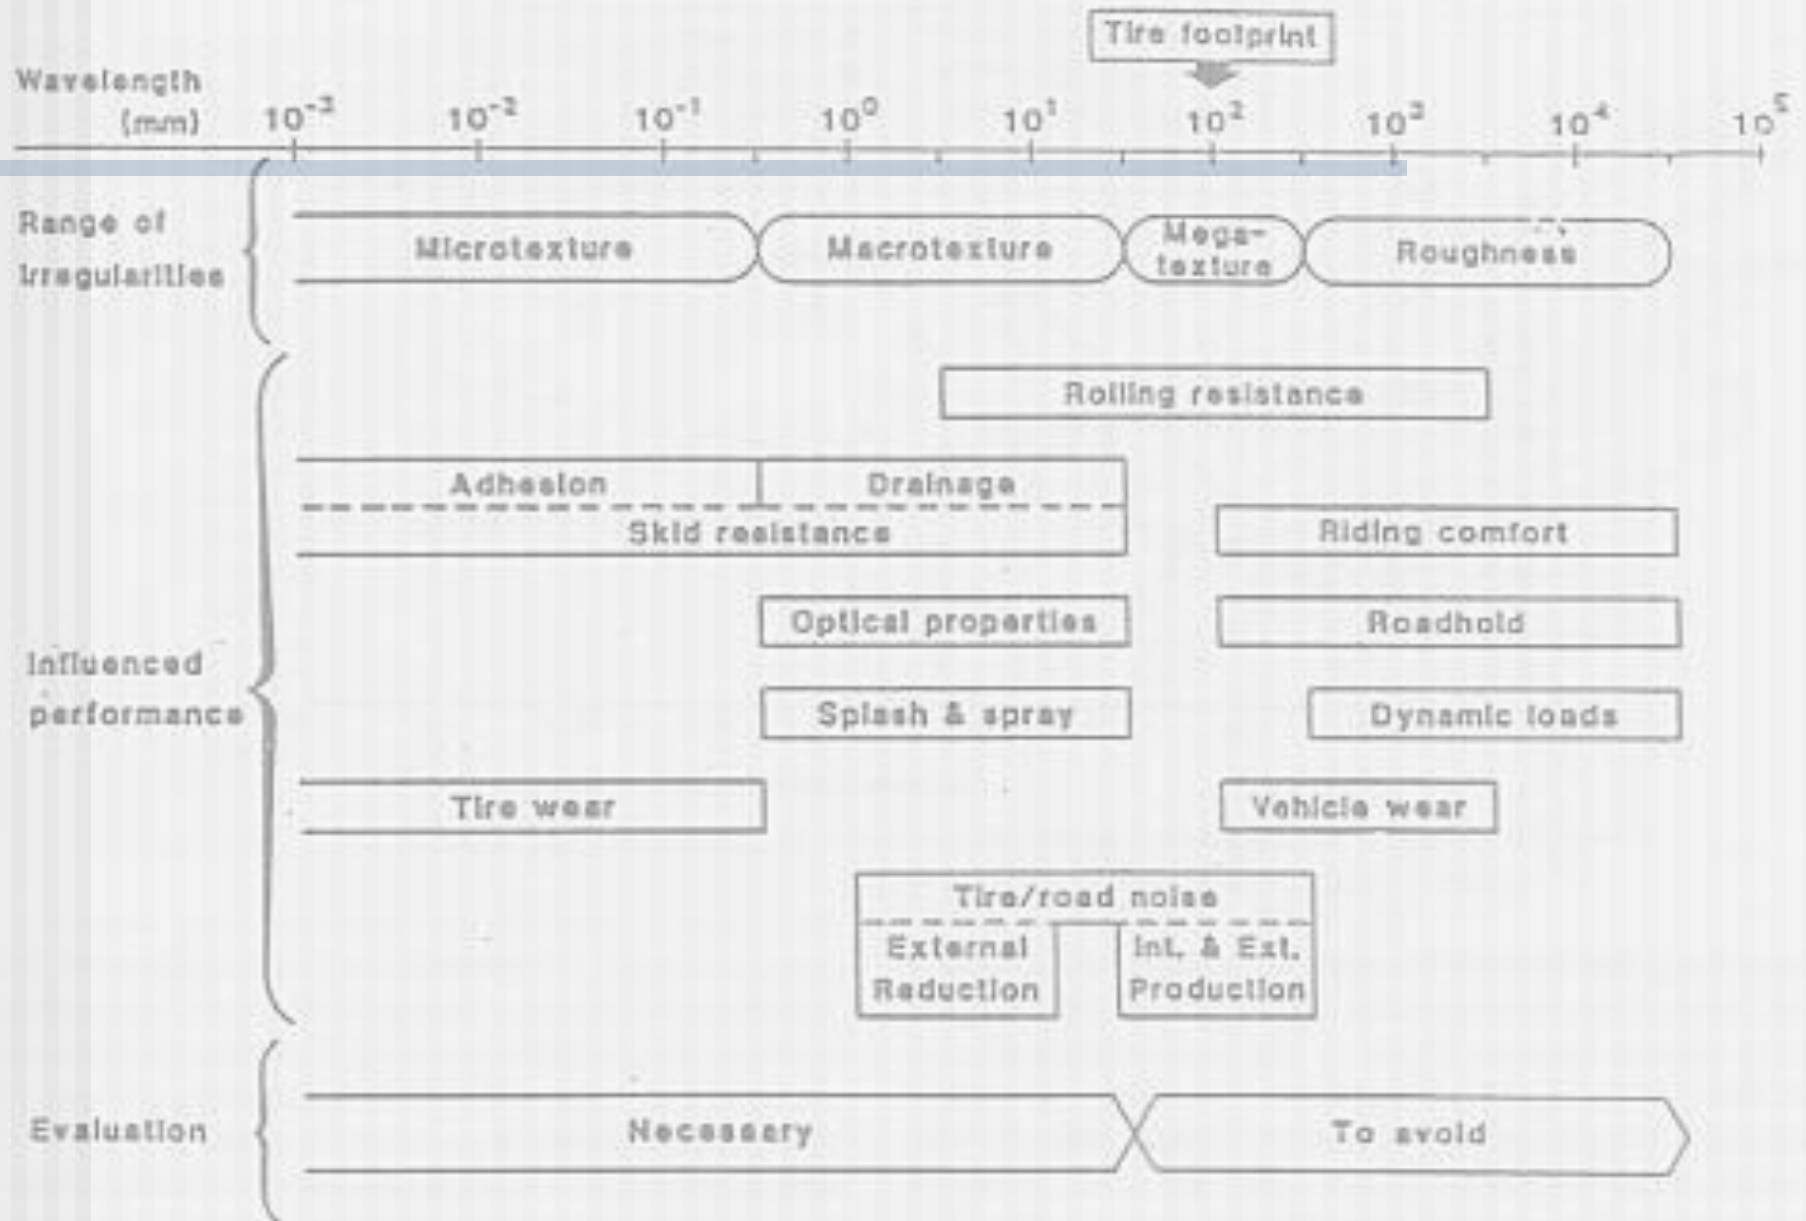 Tire footprint
Wavelength
(mm)
10⁻³ 10⁻² 10⁻¹ 10⁰ 10¹ 10² 10³ 10⁴ 10⁵
Range of
irregularities
Microtexture
Macrotexture
Mega-
texture
Roughness
Rolling resistance
Adhesion
Drainage
Skid resistance
Riding comfort
Optical properties
Roadhold
Influenced
performance
Splash & spray
Dynamic loads
Tire wear
Vehicle wear
Tire/road noise
External
Reduction
Int. & Ext.
Production
Evaluation
Necessary
To avoid